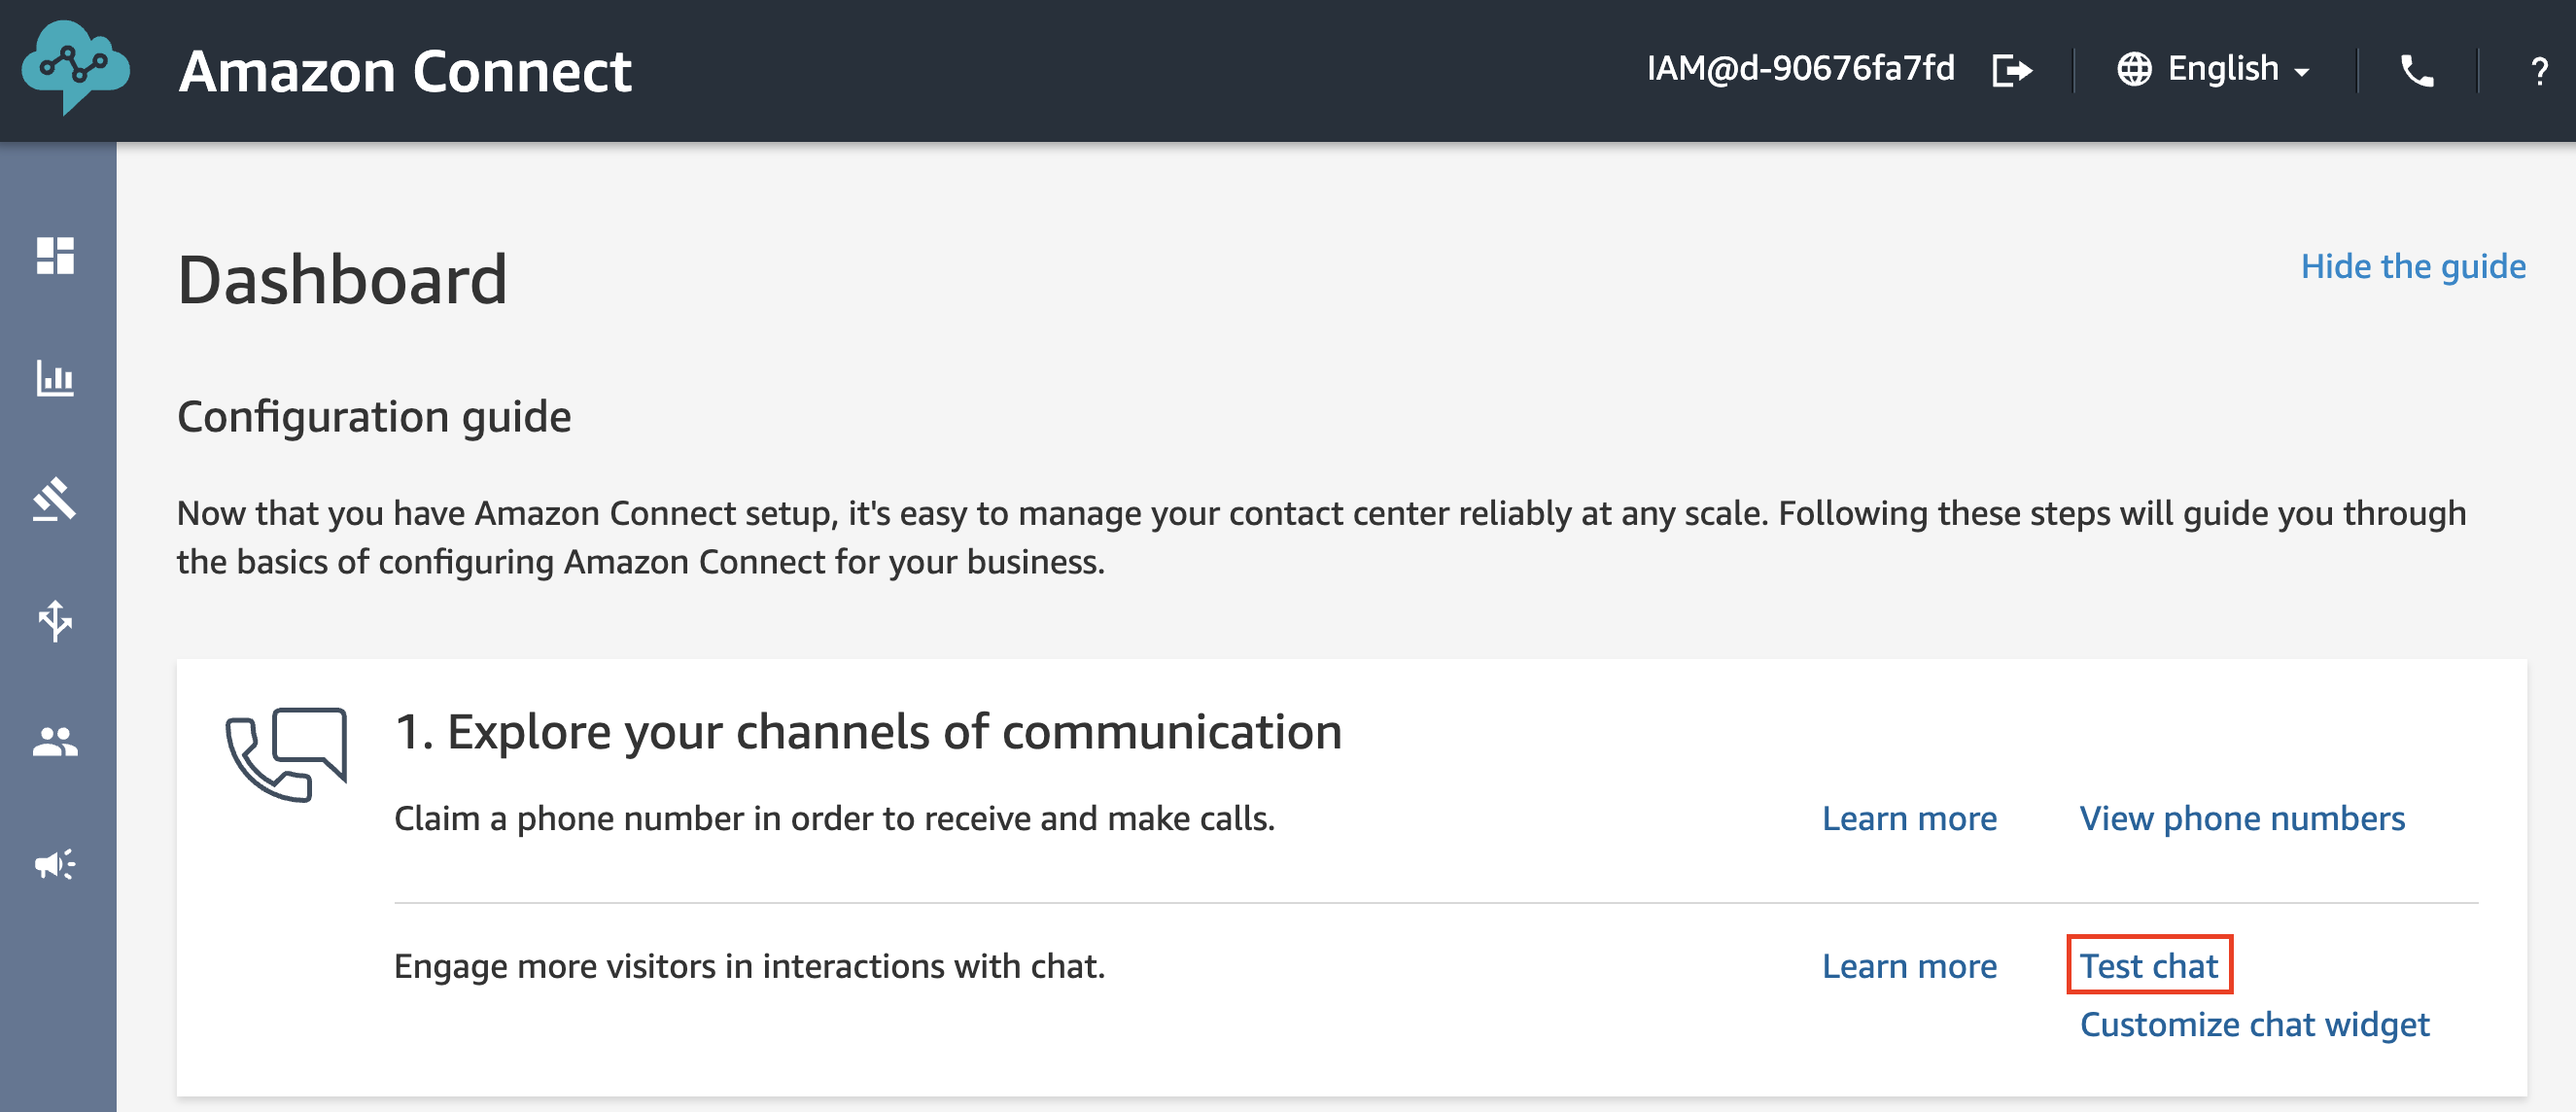 Amazon Connect
IAM@d-90676fa7fd
English
?
Dashboard
Hide the guide
Configuration guide
Now that you have Amazon Connect setup, it's easy to manage your contact center reliably at any scale. Following these steps will guide you through
the basics of configuring Amazon Connect for your business.
1. Explore your channels of communication
Claim a phone number in order to receive and make calls.
Learn more
View phone numbers
Engage more visitors in interactions with chat.
Learn more
Test chat
Customize chat widget